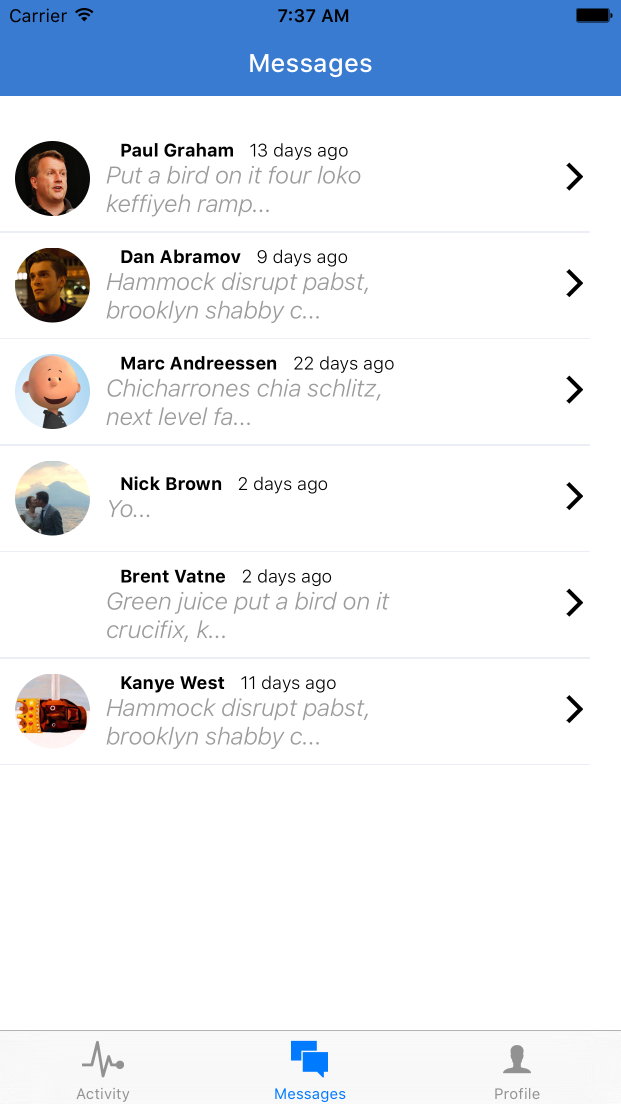 Carrier 7:37 AM
Messages
Paul Graham 13 days ago
Put a bird on it four loko
keffiyeh ramp...
Dan Abramov 9 days ago
Hammock disrupt pabst,
brooklyn shabby c...
Marc Andreessen 22 days ago
Chicharrones chia schlitz,
next level fa...
Nick Brown 2 days ago
Yo...
Brent Vatne 2 days ago
Green juice put a bird on it
crucifix, k...
Kanye West 11 days ago
Hammock disrupt pabst,
brooklyn shabby c...
Activity Messages Profile